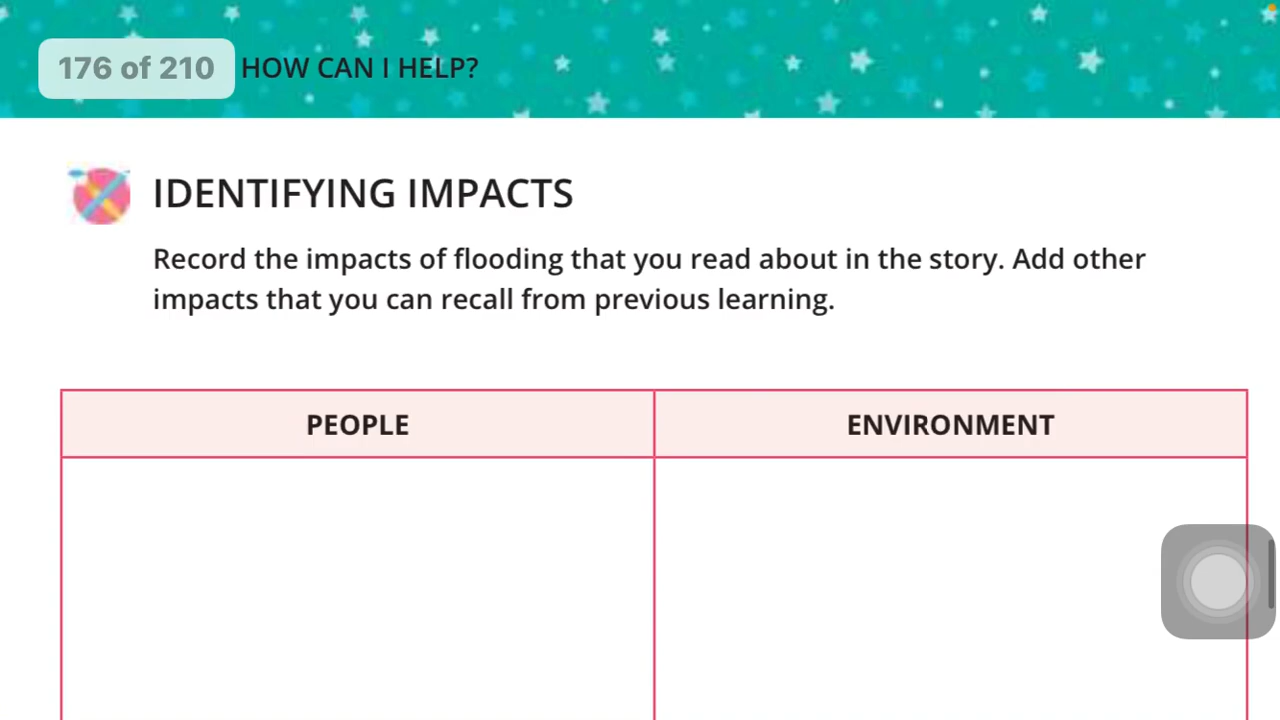 176 of 210 HOW CAN I HELP?
IDENTIFYING IMPACTS
Record the impacts of flooding that you read about in the story. Add other
impacts that you can recall from previous learning.
PEOPLE ENVIRONMENT